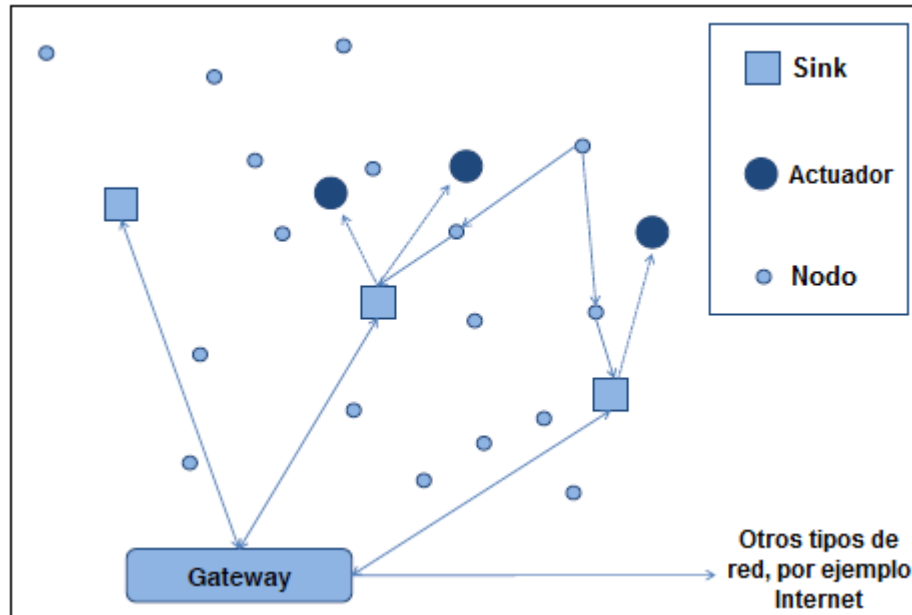 Sink
Actuador
Nodo
Gateway
Otros tipos de
red, por ejemplo
Internet